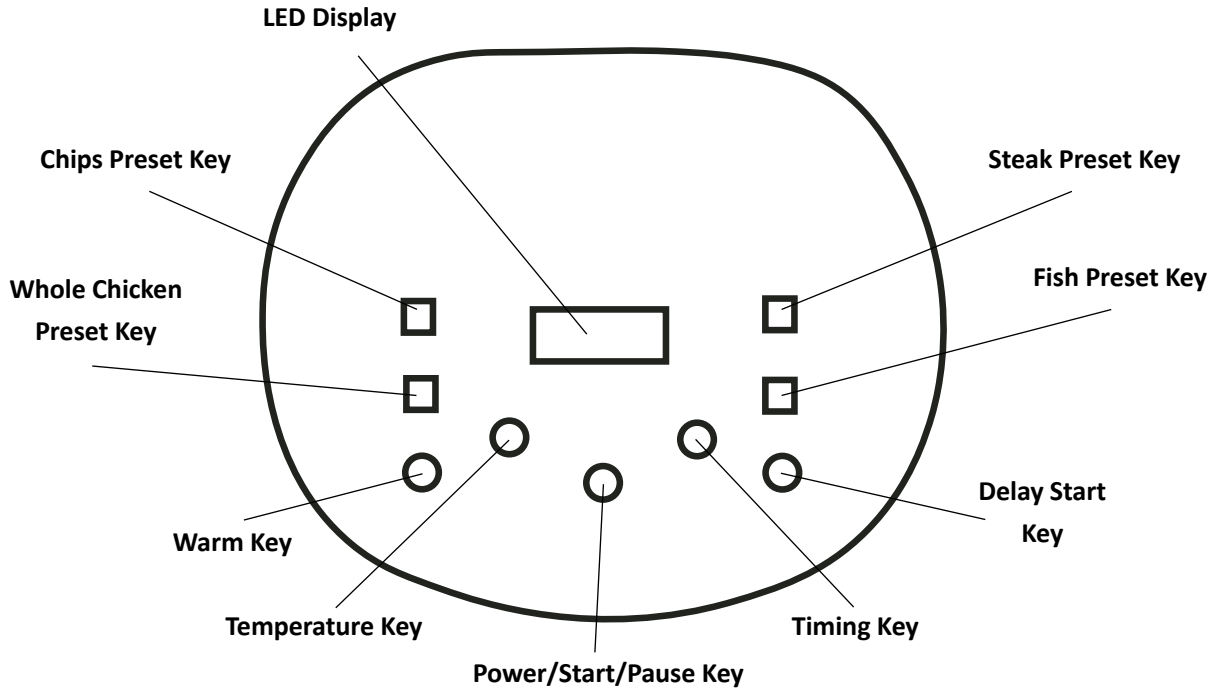 LED Display
Chips Preset Key
Steak Preset Key
Whole Chicken
Preset Key
Fish Preset Key
Warm Key
Delay Start
Key
Temperature Key
Timing Key
Power/Start/Pause Key